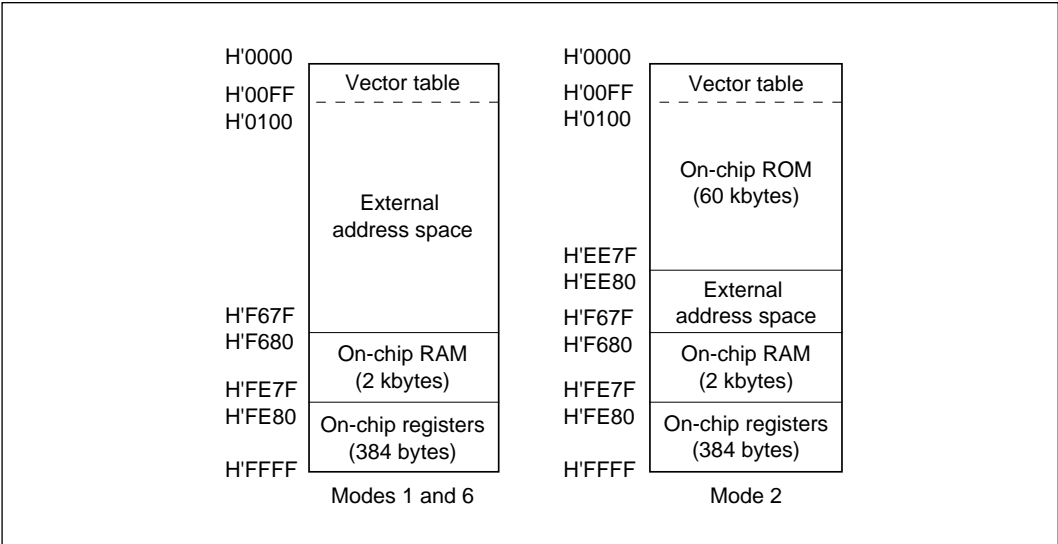 H'0000
Vector table
H'00FF
H'0100
External
address space
H'F67F
H'F680
On-chip RAM
(2 kbytes)
H'FE7F
H'FE80
On-chip registers
(384 bytes)
H'FFFF
Modes 1 and 6
H'0000
Vector table
H'00FF
H'0100
On-chip ROM
(60 kbytes)
H'EE7F
H'EE80
External
address space
H'F67F
H'F680
On-chip RAM
(2 kbytes)
H'FE7F
H'FE80
On-chip registers
(384 bytes)
H'FFFF
Mode 2